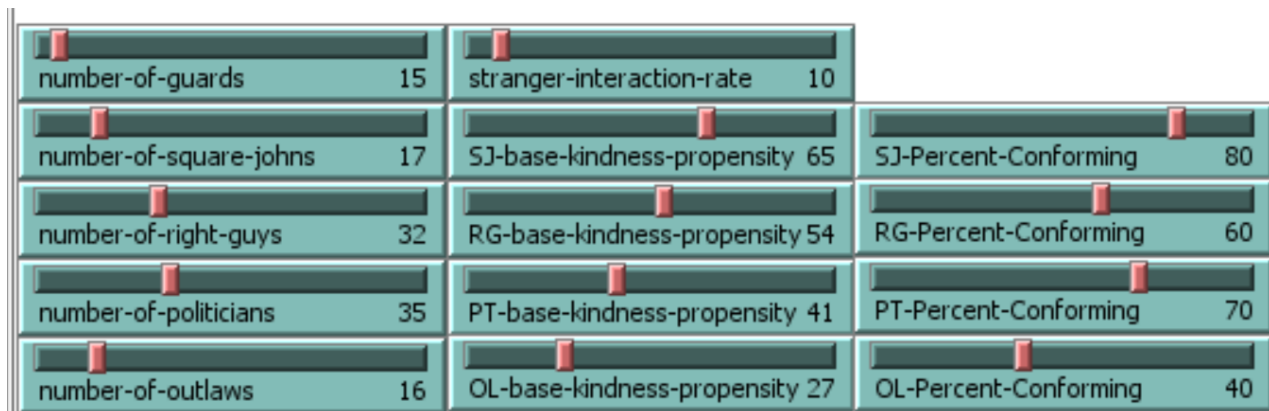 number-of-guards 15 stranger-interaction-rate 10
number-of-square-johns 17 SJ-base-kindness-propensity 65 SJ-Percent-Conforming 80
number-of-right-guys 32 RG-base-kindness-propensity 54 RG-Percent-Conforming 60
number-of-politicians 35 PT-base-kindness-propensity 41 PT-Percent-Conforming 70
number-of-outlaws 16 OL-base-kindness-propensity 27 OL-Percent-Conforming 40